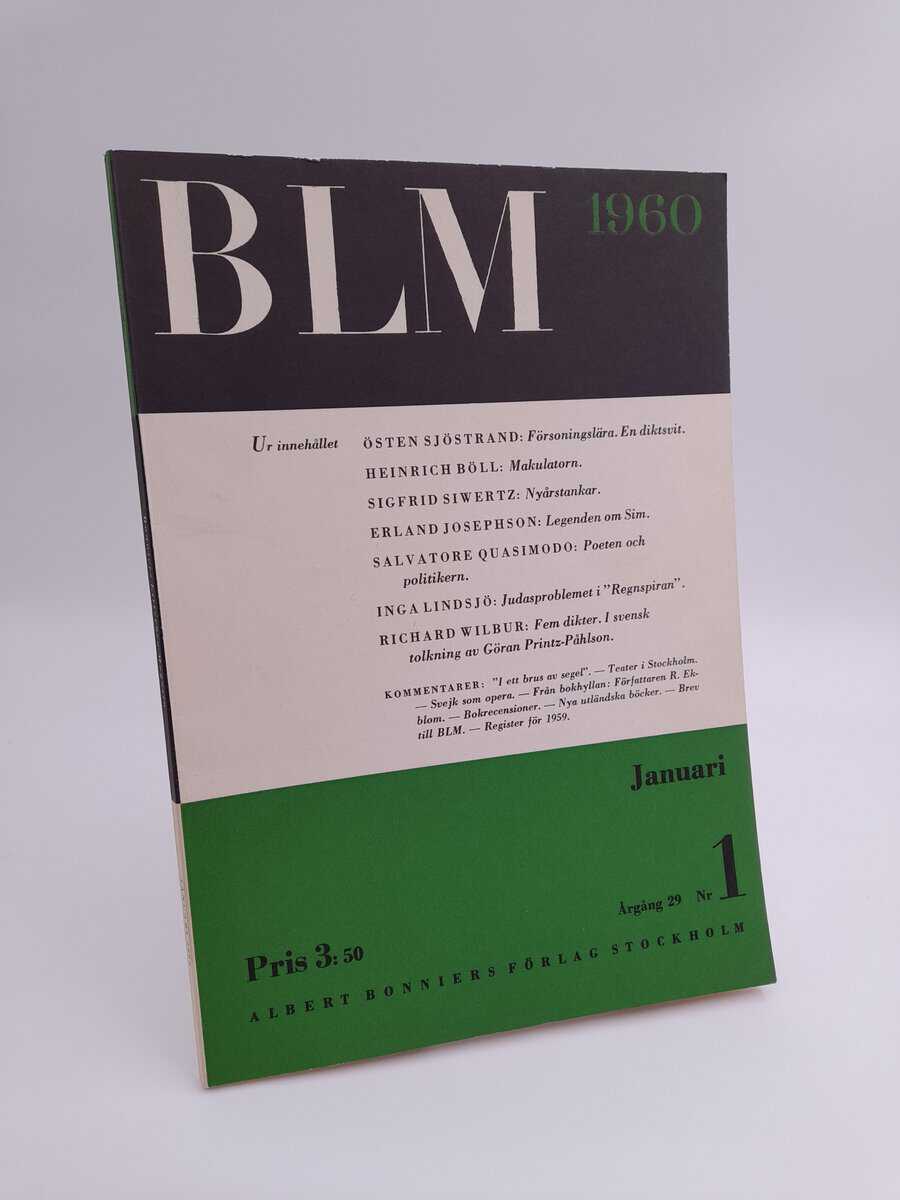 BLM 1960
Ur innehållet ÖSTEN SJÖSTRAND: Försoningslära. En diktsvit.
HEINRICH BÖLL: Makulatorn.
SIGFRID SIWERTZ: Nyårstankar.
ERLAND JOSEPHSON: Legenden om Sim.
SALVATORE QUASIMODO: Poeten och
politikern.
INGA LINDSJÖ: Judasproblemet i "Regnspiran".
RICHARD WILBUR: Fem dikter. I svensk
tolkning av Göran Printz-Påhlson.
KOMMENTARER: "I ett brus av segel". — Teater i Stockholm.
— Svejk som opera. — Från bokhyllan: Författaren R. Ek-
blom. — Bokrecensioner. — Nya utländska böcker. — Brev
till BLM. — Register för 1959.
Januari
Årgång 29 Nr 1
Pris 3:50
ALBERT BONNIERS FÖRLAG STOCKHOLM